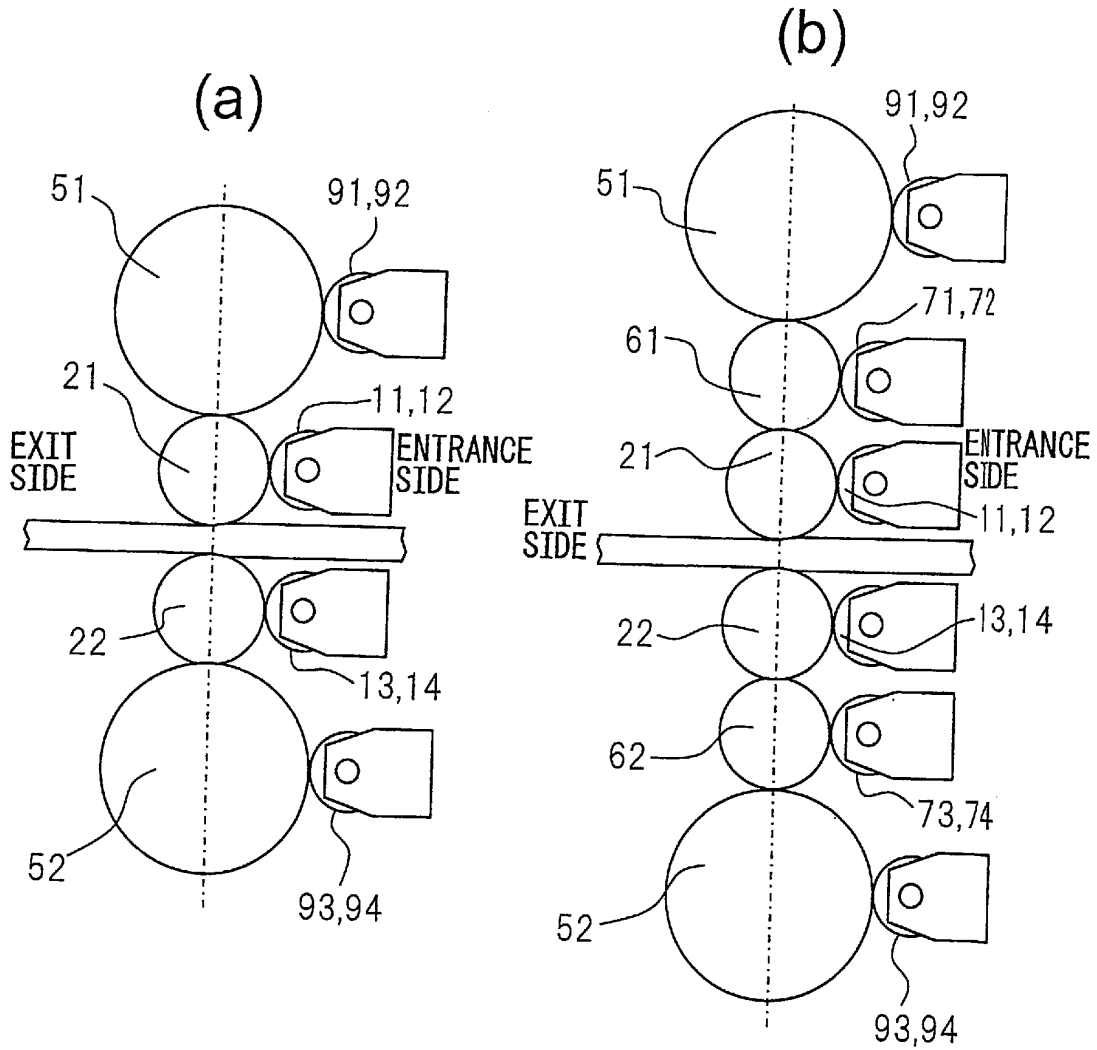 (a)
51
91,92
21
11,12
EXIT
SIDE
ENTRANCE
SIDE
22
13,14
52
93,94
(b)
91,92
51
71,72
61
21
ENTRANCE
SIDE
11,12
EXIT
SIDE
22
13,14
62
73,74
52
93,94